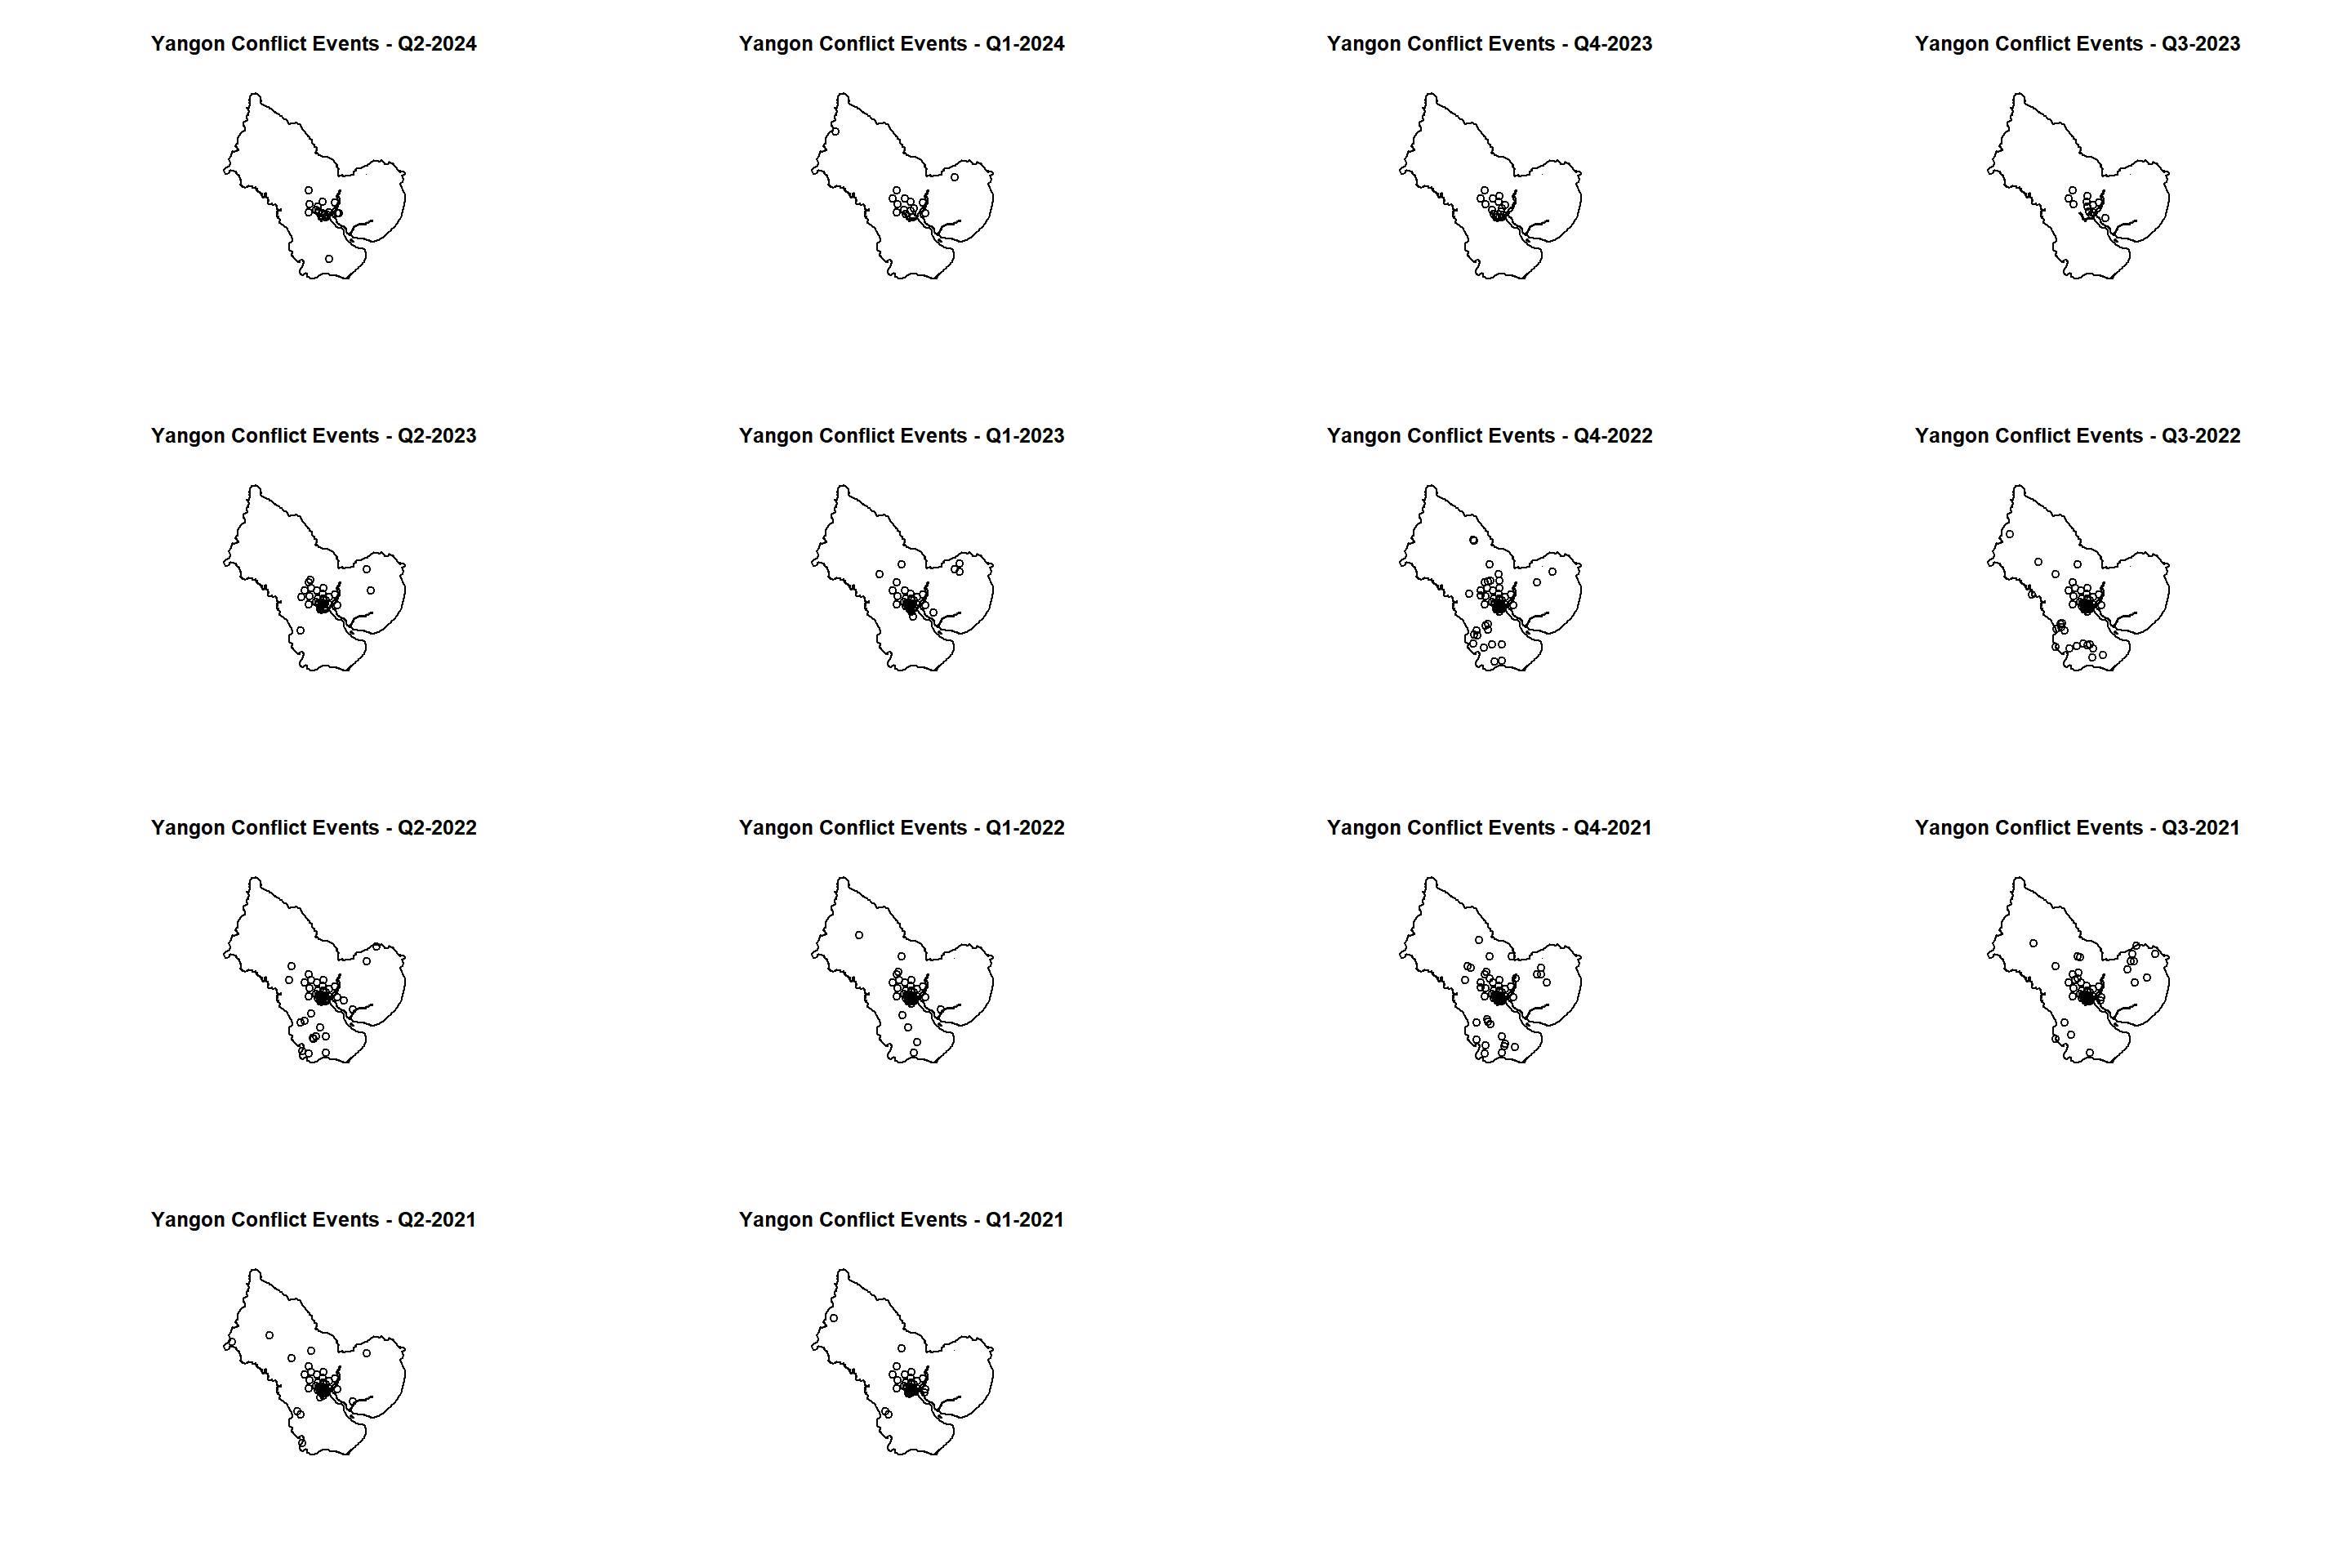 Yangon Conflict Events - Q2-2024
Yangon Conflict Events - Q1-2024
Yangon Conflict Events - Q4-2023
Yangon Conflict Events - Q3-2023
Yangon Conflict Events - Q2-2023
Yangon Conflict Events - Q1-2023
Yangon Conflict Events - Q4-2022
Yangon Conflict Events - Q3-2022
Yangon Conflict Events - Q2-2022
Yangon Conflict Events - Q1-2022
Yangon Conflict Events - Q4-2021
Yangon Conflict Events - Q3-2021
Yangon Conflict Events - Q2-2021
Yangon Conflict Events - Q1-2021